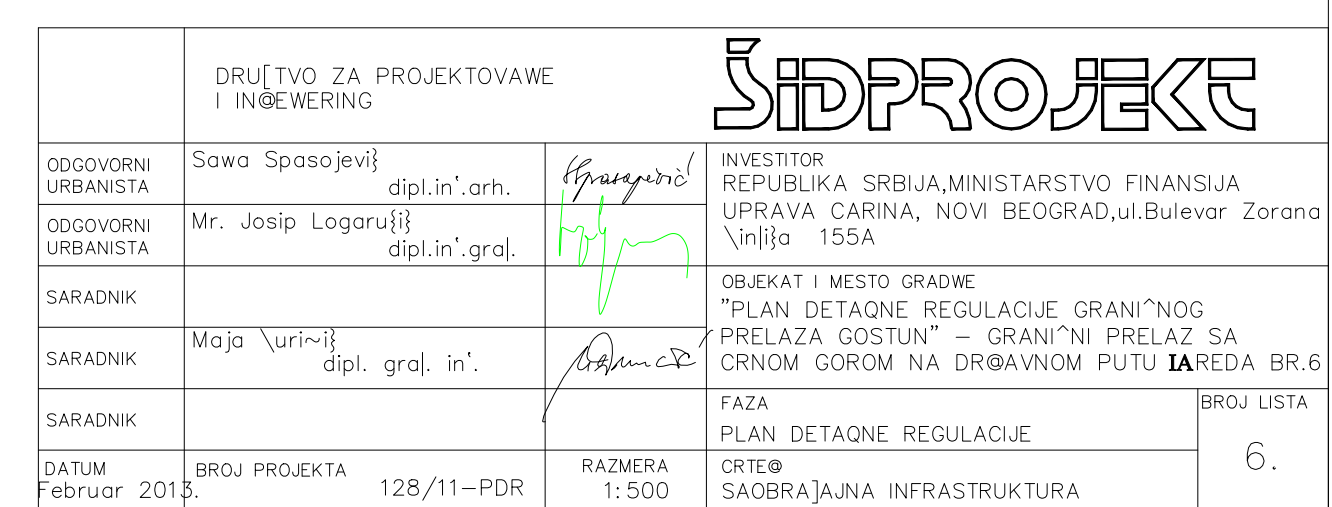 DRU[TVO ZA PROJEKTOVAWE
I IN@EWERING
ŠIDPROJEKT
ODGOVORNI
URBANISTA
Sawa Spasojevi}
dipl.in`.arh.
Spasojević
INVESTITOR
REPUBLIKA SRBIJA,MINISTARSTVO FINANSIJA
UPRAVA CARINA, NOVI BEOGRAD,ul.Bulevar Zorana
\in|i}a 155A
ODGOVORNI
URBANISTA
Mr. Josip Logaru{i}
dipl.in`.gra|.
SARADNIK
OBJEKAT I MESTO GRADWE
"PLAN DETAQNE REGULACIJE GRANI^NOG
PRELAZA GOSTUN" – GRANI^NI PRELAZ SA
CRNOM GOROM NA DR@AVNOM PUTU IAREDA BR.6
SARADNIK
Maja \uri~i}
dipl. gra|. in`.
SARADNIK
FAZA
PLAN DETAQNE REGULACIJE
BROJ LISTA
6.
DATUM
Februar 2013.
BROJ PROJEKTA
128/11–PDR
RAZMERA
1:500
CRTE@
SAOBRA]AJNA INFRASTRUKTURA